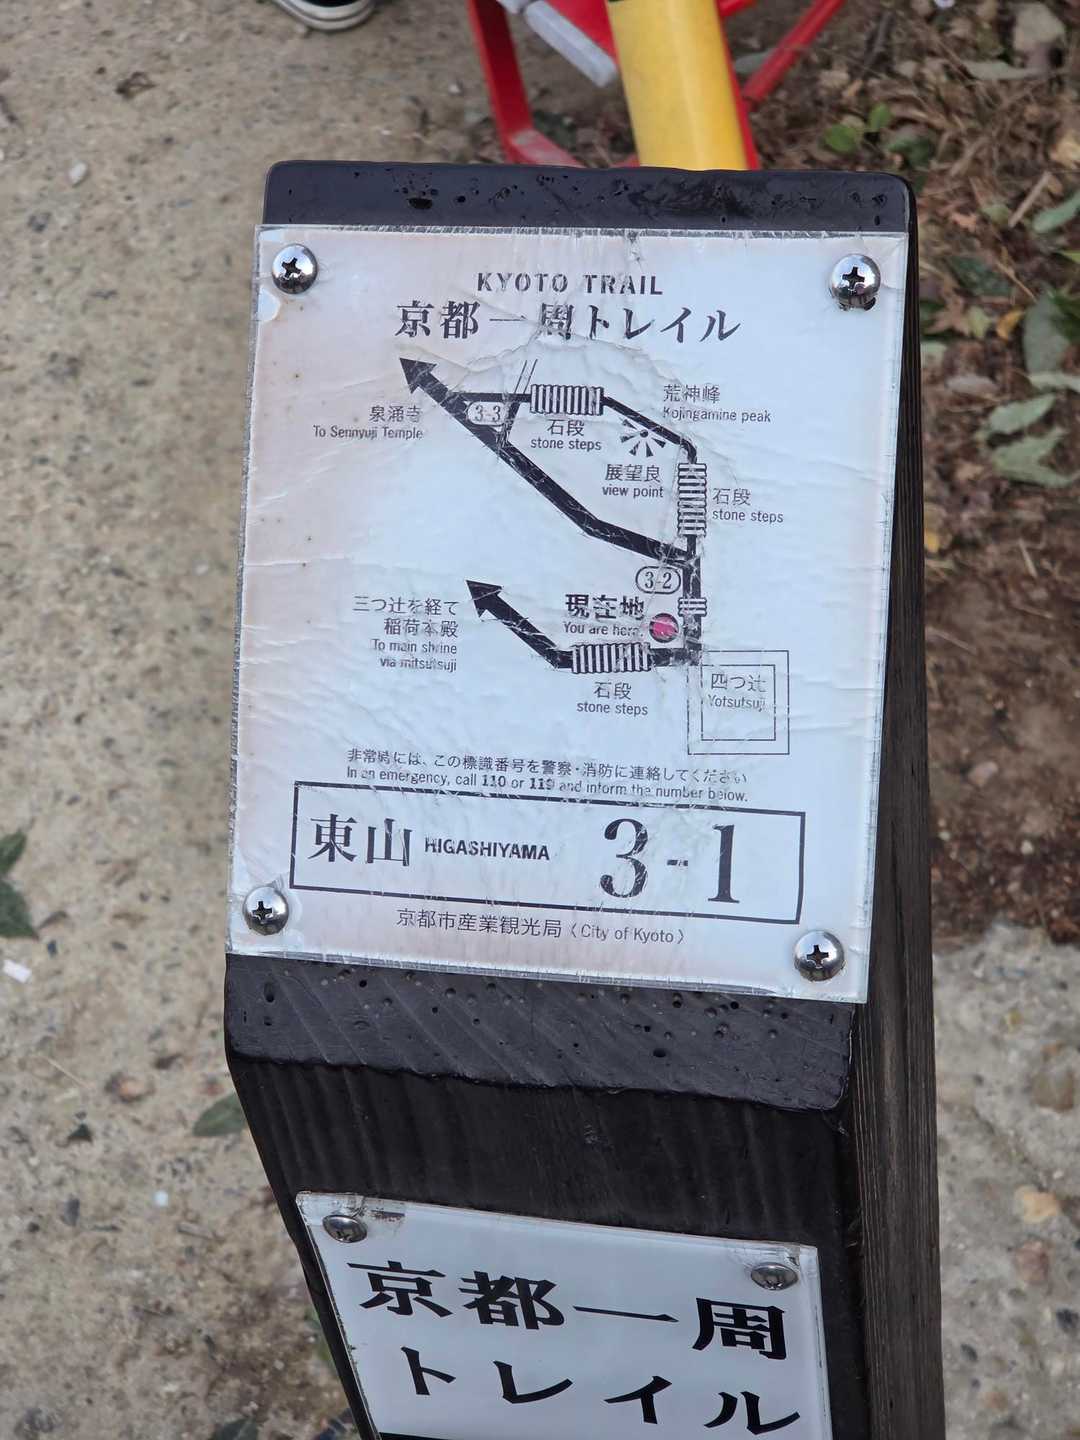 KYOTO TRAIL
京都一周トレイル
荒神峰
Kojingamine peak
泉涌寺
To Sennyuji Temple
3-3
石段
stone steps
展望良
view point
石段
stone steps
3-2
現在地
You are here.
三つ辻を経て
稲荷本殿
To main shrine
via mitsutsuji
石段
stone steps
四つ辻
Yotsutsuji
非常時には、この標識番号を警察・消防に連絡してください
In an emergency, call 110 or 119 and inform the number below.
東山 HIGASHIYAMA 3-1
京都市産業観光局〈City of Kyoto〉
京都一周
トレイル